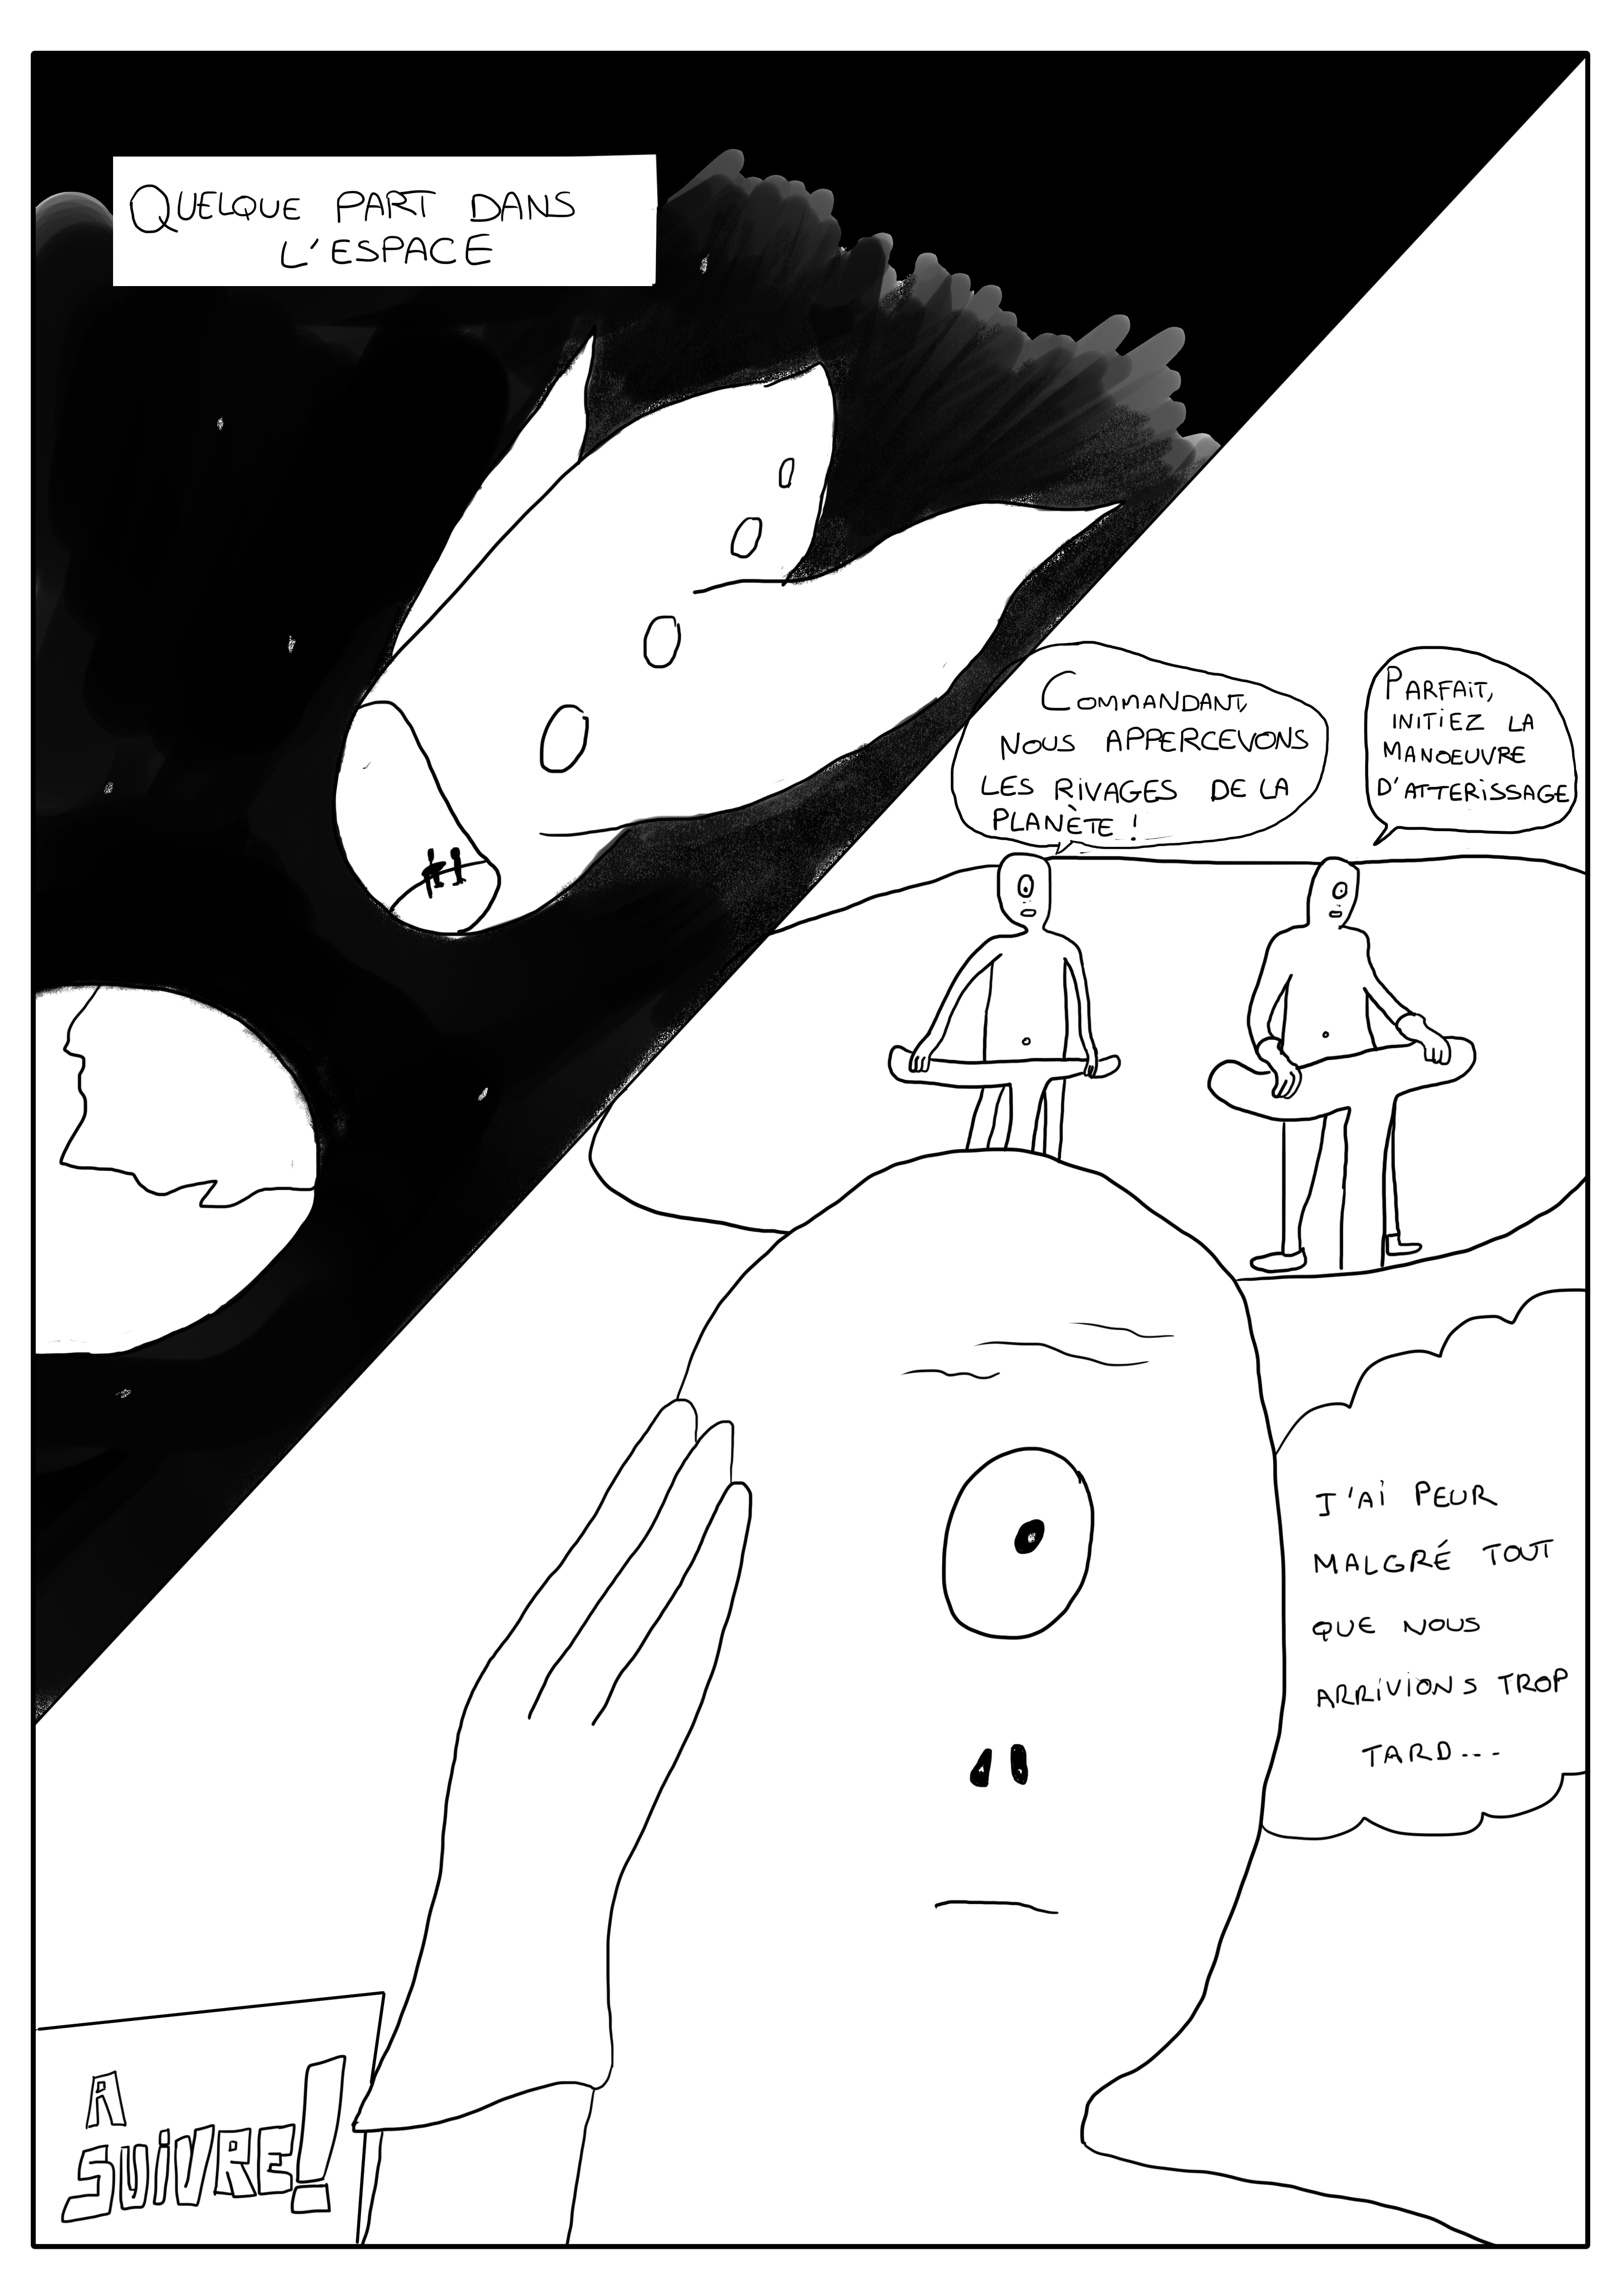 QUELQUE PART DANS
L'ESPACE
COMMANDANT,
NOUS APPERCEVONS
LES RIVAGES DE LA
PLANÈTE !
PARFAIT,
INITIEZ LA
MANOEUVRE
D'ATTERISSAGE
J'AI PEUR
MALGRÉ TOUT
QUE NOUS
ARRIVIONS TROP
TARD...
A
SUIVRE!